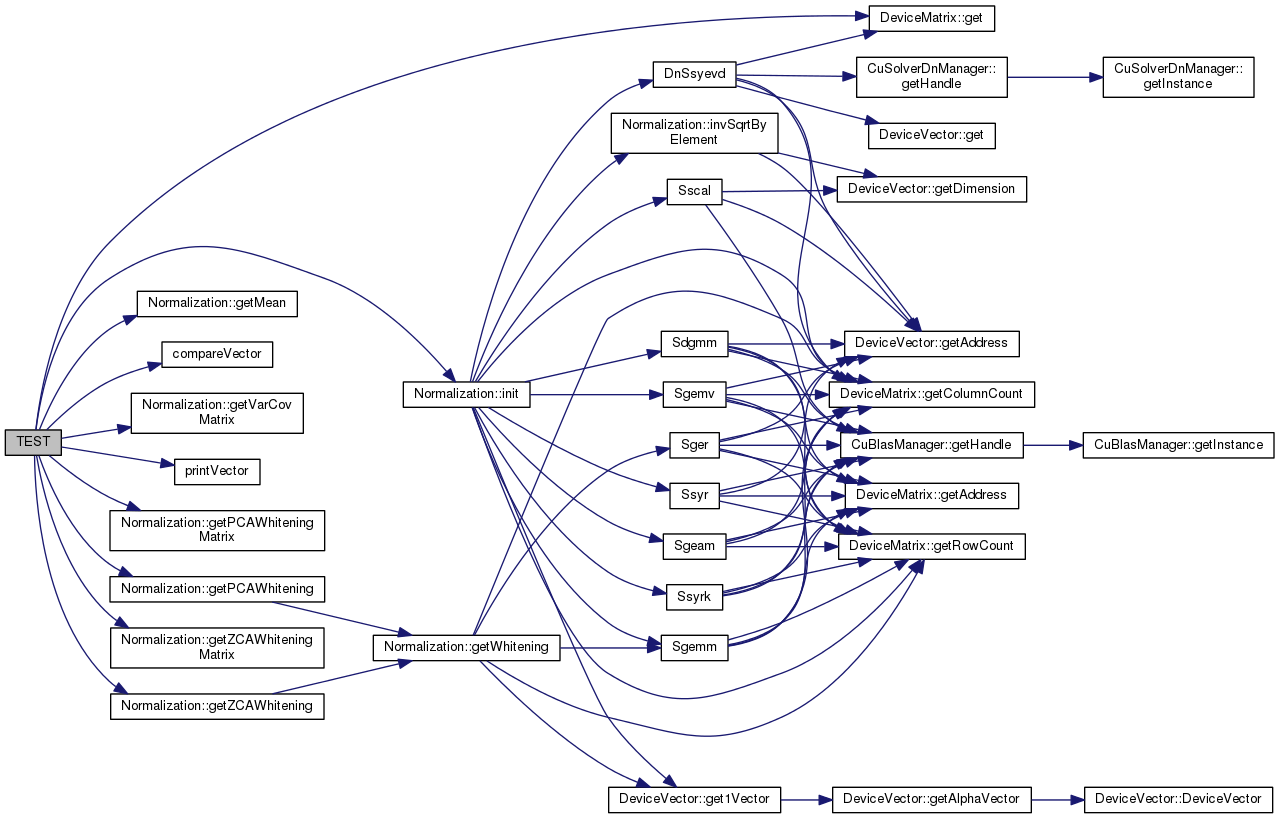 TEST
DeviceMatrix::get
Normalization::getMean
compareVector
Normalization::getVarCov
Matrix
printVector
Normalization::getPCAWhitening
Matrix
Normalization::getPCAWhitening
Normalization::getZCAWhitening
Matrix
Normalization::getZCAWhitening
Normalization::init
Normalization::getWhitening
DnSsyevd
Normalization::invSqrtBy
Element
Sscal
Sdgmm
Sgemv
Sger
Ssyr
Sgeam
Ssyrk
Sgemm
DeviceVector::get1Vector
CuSolverDnManager::
getHandle
DeviceVector::get
DeviceVector::getDimension
DeviceVector::getAddress
DeviceMatrix::getColumnCount
CuBlasManager::getHandle
DeviceMatrix::getAddress
DeviceMatrix::getRowCount
DeviceVector::getAlphaVector
CuSolverDnManager::
getInstance
CuBlasManager::getInstance
DeviceVector::DeviceVector